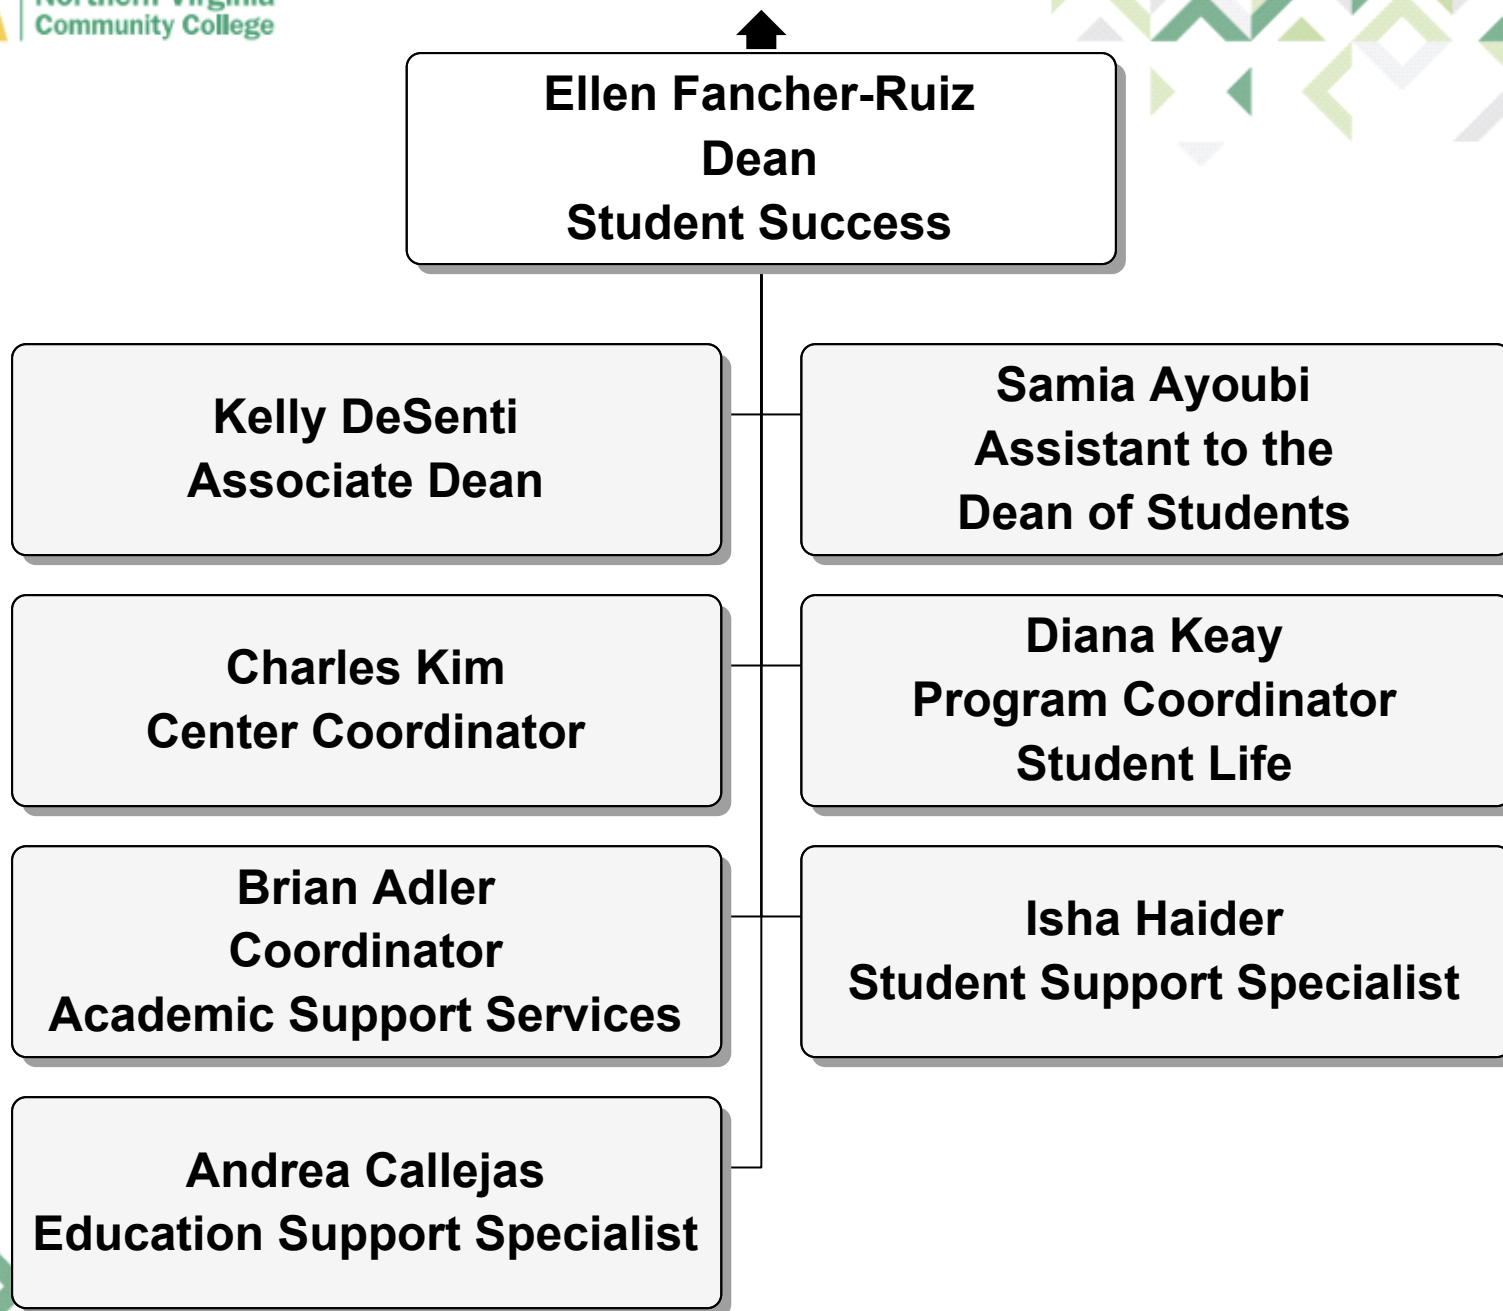 Northern Virginia
Community College
Ellen Fancher-Ruiz
Dean
Student Success
Kelly DeSenti
Associate Dean
Samia Ayoubi
Assistant to the
Dean of Students
Charles Kim
Center Coordinator
Diana Keay
Program Coordinator
Student Life
Brian Adler
Coordinator
Academic Support Services
Isha Haider
Student Support Specialist
Andrea Callejas
Education Support Specialist